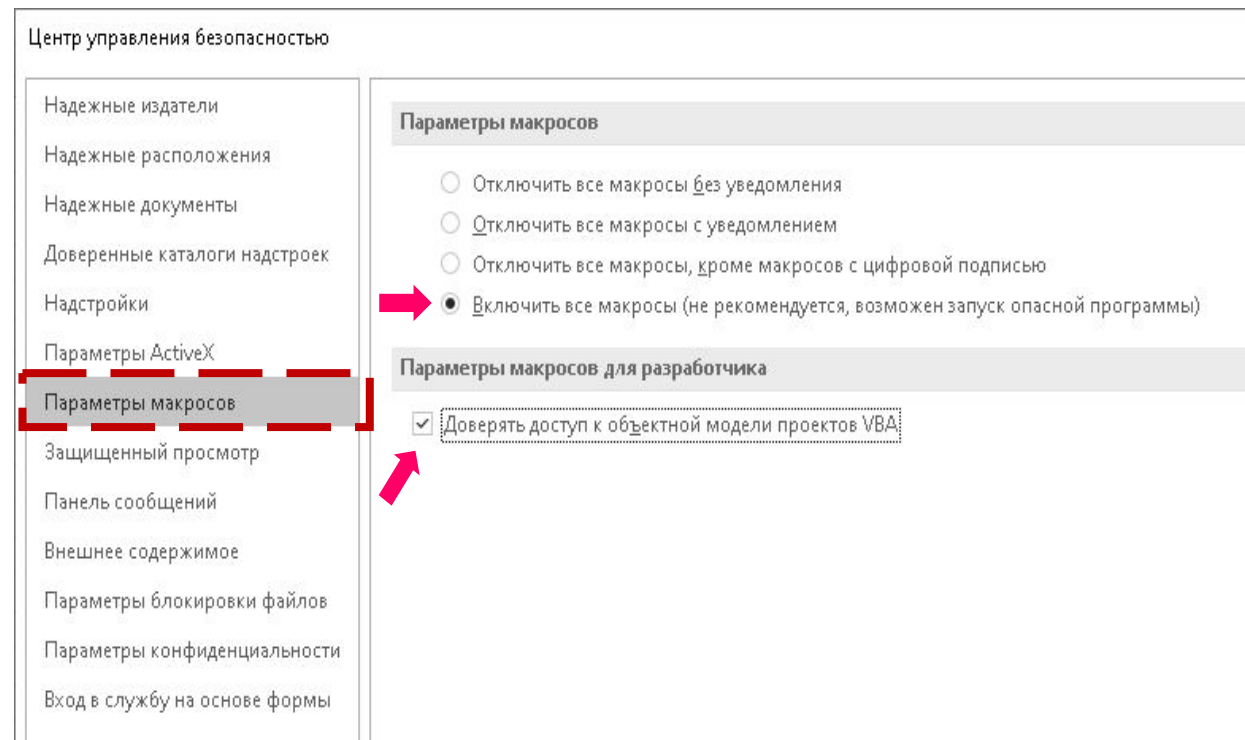 Центр управления безопасностью
Надежные издатели
Надежные расположения
Надежные документы
Доверенные каталоги надстроек
Надстройки
Параметры ActiveX
Параметры макросов
Защищенный просмотр
Панель сообщений
Внешнее содержимое
Параметры блокировки файлов
Параметры конфиденциальности
Вход в службу на основе формы
Параметры макросов
Отключить все макросы без уведомления
Отключить все макросы с уведомлением
Отключить все макросы, кроме макросов с цифровой подписью
Включить все макросы (не рекомендуется, возможен запуск опасной программы)
Параметры макросов для разработчика
Доверять доступ к объектной модели проектов VBA